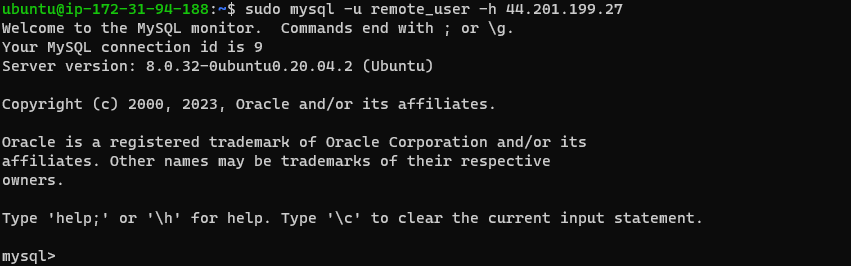 ubuntu@ip-172-31-94-188:~$ sudo mysql -u remote_user -h 44.201.199.27
Welcome to the MySQL monitor.  Commands end with ; or \g.
Your MySQL connection id is 9
Server version: 8.0.32-0ubuntu0.20.04.2 (Ubuntu)
Copyright (c) 2000, 2023, Oracle and/or its affiliates.
Oracle is a registered trademark of Oracle Corporation and/or its
affiliates. Other names may be trademarks of their respective
owners.
Type 'help;' or '\h' for help. Type '\c' to clear the current input statement.
mysql>